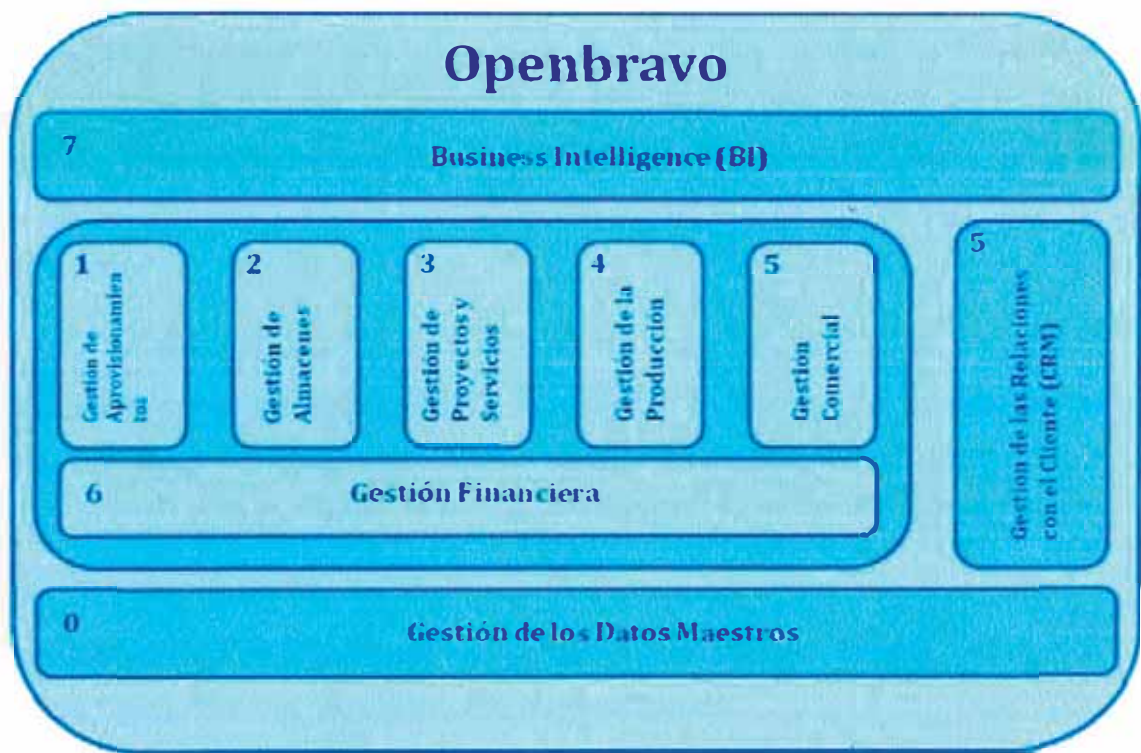 Openbravo
7
Business Intelligence (BI)
1
Gestión de
Aprovisionamien
tos
2
Gestión de
Almacenes
3
Gestión de
Proyectos y
Servicios
4
Gestión de la
Producción
5
Gestión
Comercial
5
Gestión de las Relaciones
con el Cliente (CRM)
6
Gestión Financiera
0
Gestión de los Datos Maestros